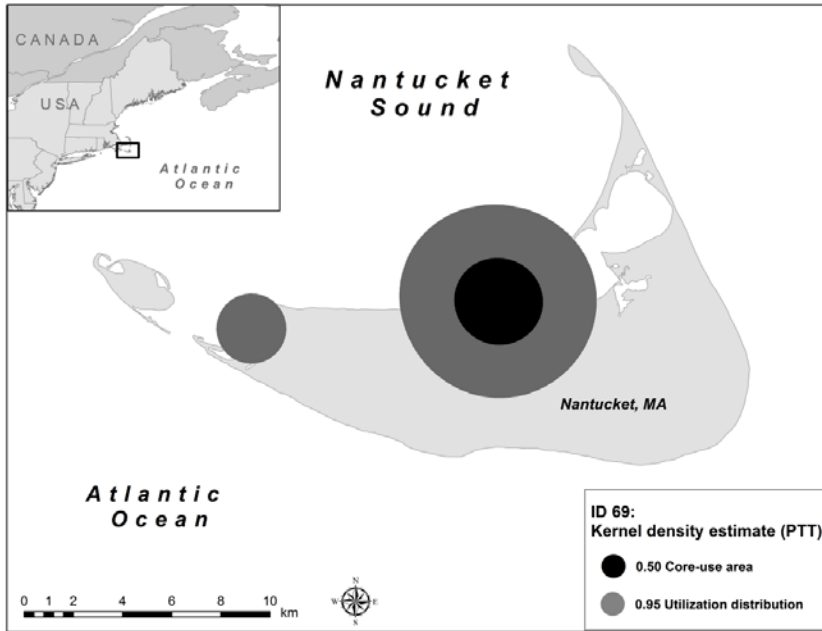 CANADA
USA
Atlantic
Ocean
Nantucket
Sound
Nantucket, MA
Atlantic
Ocean
0 2 4 6 8 10
km
N
W E
S
ID 69:
Kernel density estimate (PTT)
0.50 Core-use area
0.95 Utilization distribution